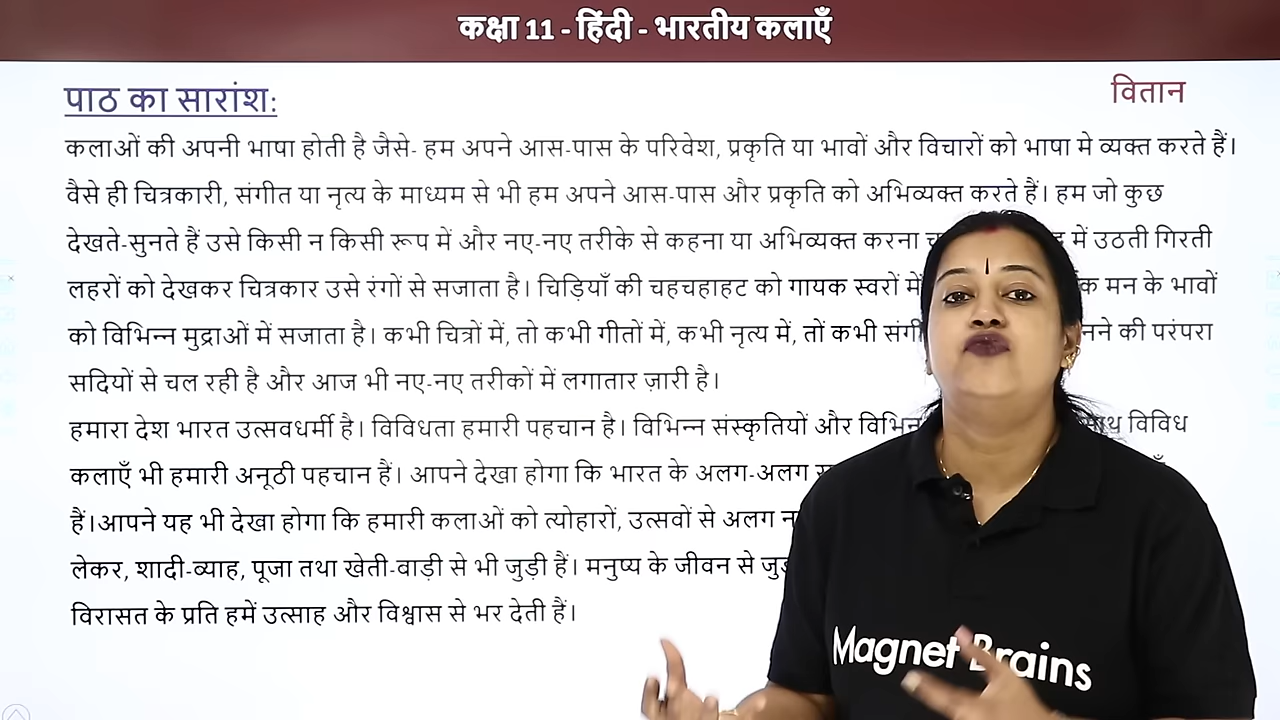 कक्षा 11 - हिंदी - भारतीय कलाएँ
पाठ का सारांश:
वितान
कलाओं की अपनी भाषा होती है जैसे- हम अपने आस-पास के परिवेश, प्रकृति या भावों और विचारों को भाषा मे व्यक्त करते हैं।
वैसे ही चित्रकारी, संगीत या नृत्य के माध्यम से भी हम अपने आस-पास और प्रकृति को अभिव्यक्त करते हैं। हम जो कुछ
देखते-सुनते हैं उसे किसी न किसी रूप में और नए-नए तरीके से कहना या अभिव्यक्त करना में उठती गिरती
लहरों को देखकर चित्रकार उसे रंगों से सजाता है। चिड़ियाँ की चहचहाहट को गायक स्वरों में मन के भावों
को विभिन्न मुद्राओं में सजाता है। कभी चित्रों में, तो कभी गीतों में, कभी नृत्य में, तों कभी की परंपरा
सदियों से चल रही है और आज भी नए-नए तरीकों में लगातार ज़ारी है।
हमारा देश भारत उत्सवधर्मी है। विविधता हमारी पहचान है। विभिन्न संस्कृतियों और विविध
कलाएँ भी हमारी अनूठी पहचान हैं। आपने देखा होगा कि भारत के अलग-अलग
हैं।आपने यह भी देखा होगा कि हमारी कलाओं को त्योहारों, उत्सवों से अलग
लेकर, शादी-व्याह, पूजा तथा खेती-वाड़ी से भी जुड़ी हैं। मनुष्य के जीवन से
विरासत के प्रति हमें उत्साह और विश्वास से भर देती हैं।
Magnet Brains